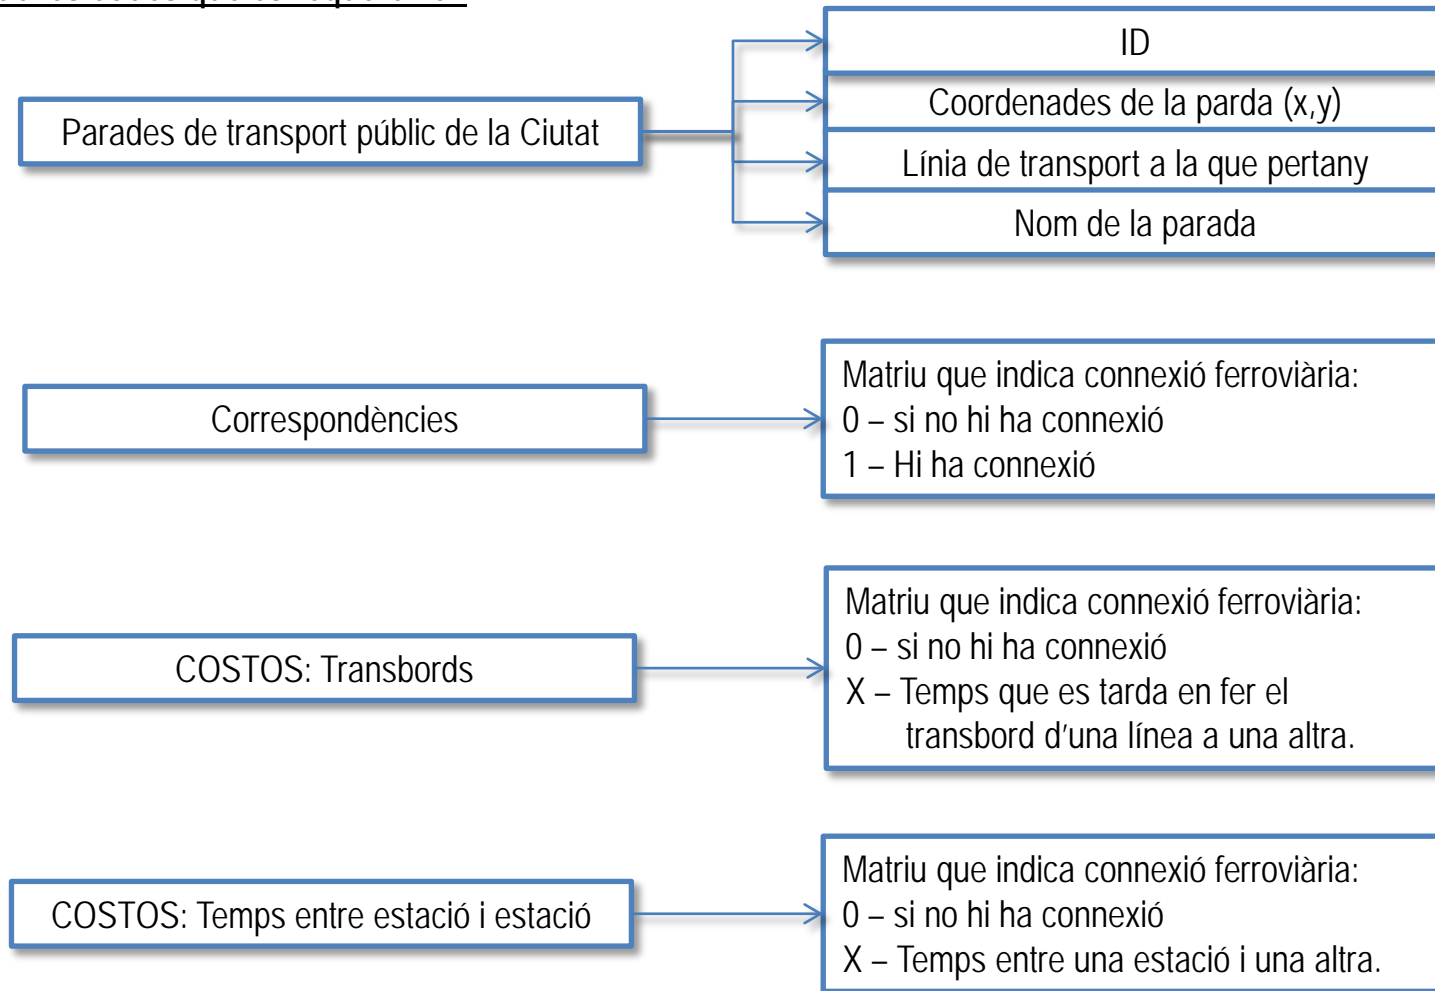 ID
Parades de transport públic de la Ciutat
Coordenades de la parda (x,y)
Línia de transport a la que pertany
Nom de la parada
Correspondències
Matriu que indica connexió ferroviària:
0 – si no hi ha connexió
1 – Hi ha connexió
COSTOS: Transbords
Matriu que indica connexió ferroviària:
0 – si no hi ha connexió
X – Temps que es tarda en fer el
transbord d’una línea a una altra.
COSTOS: Temps entre estació i estació
Matriu que indica connexió ferroviària:
0 – si no hi ha connexió
X – Temps entre una estació i una altra.